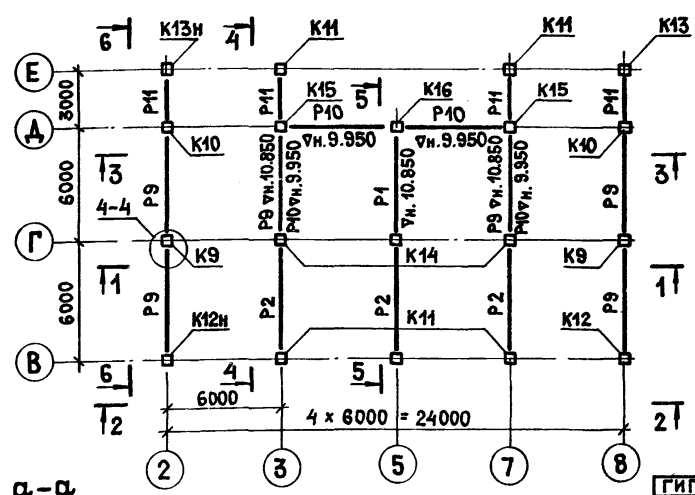 6 К13н 4 К11 К11 К13
Е
3000 Р11 Р11 К15 5 К16 Р11 К15 Р11
Р10 Р10
Д
К10 ▽н.9.950 ▽н.9.950 К10
3 3
6000 Р9 Р9 ▽н.10.850 Р10 ▽н.9.950 Р1 ▽н.10.850 Р9 ▽н.10.850 Р10 ▽н.9.950 Р9
4-4
Г
К9 К14 К9
1 1
6000 Р9 Р2 Р2 Р2 Р9
К12н К11 К12
В
6 4 5
6000
2 4 × 6000 = 24000 2
2 3 5 7 8
а-а
ГИП